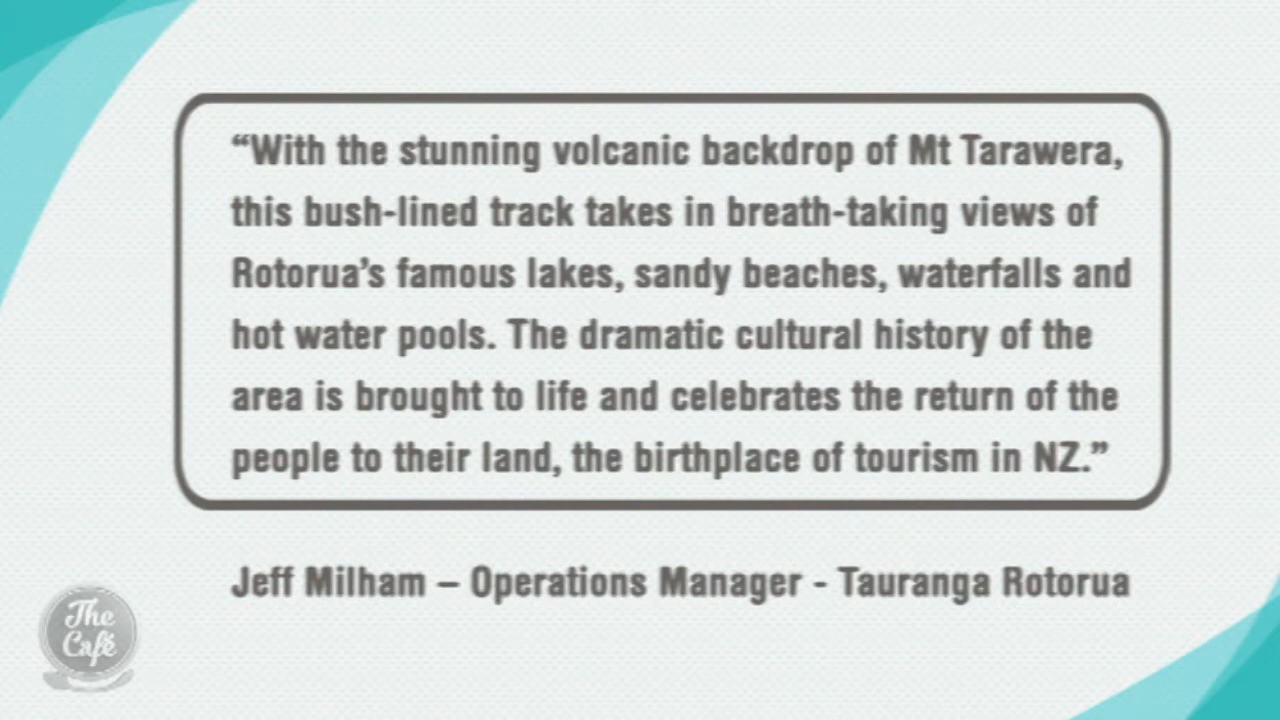 “With the stunning volcanic backdrop of Mt Tarawera,
this bush-lined track takes in breath-taking views of
Rotorua’s famous lakes, sandy beaches, waterfalls and
hot water pools. The dramatic cultural history of the
area is brought to life and celebrates the return of the
people to their land, the birthplace of tourism in NZ.”
Jeff Milham – Operations Manager - Tauranga Rotorua
The
Café